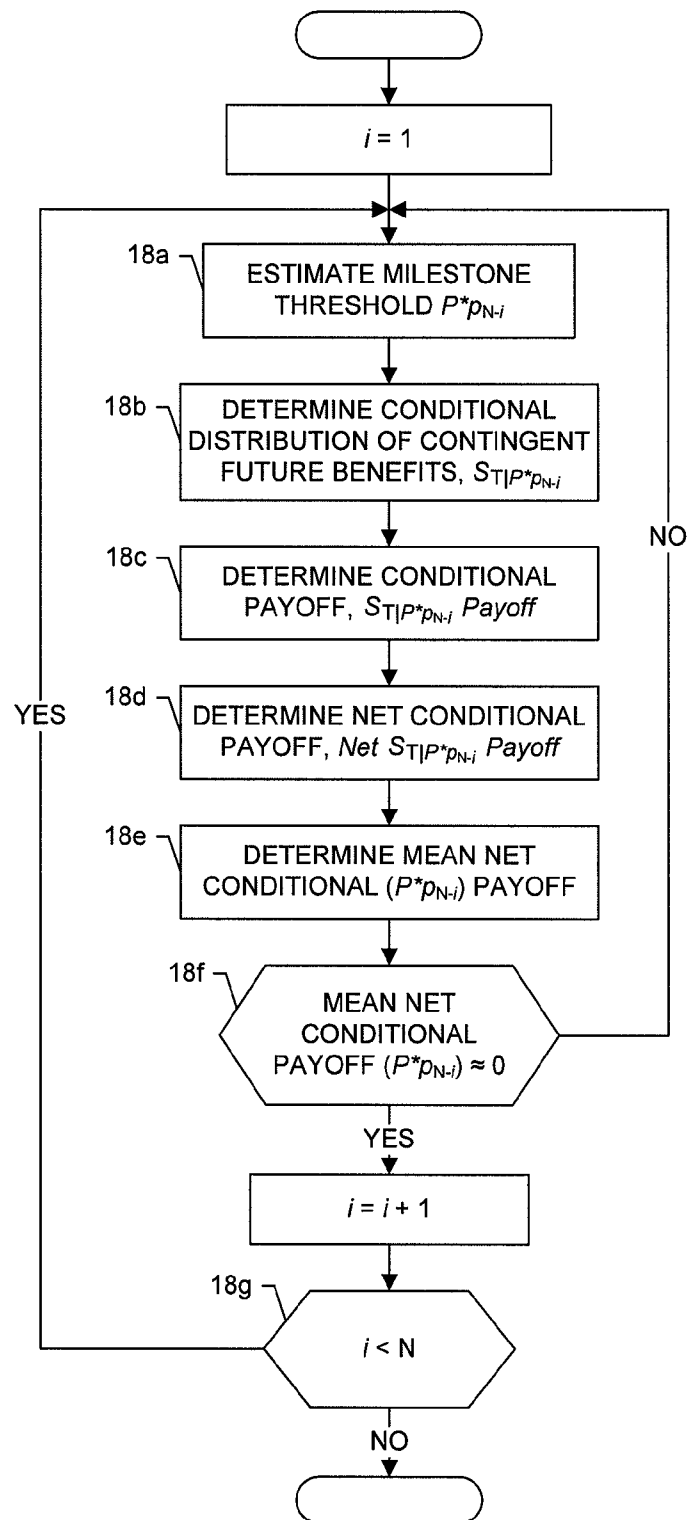 i = 1
18a
ESTIMATE MILESTONE
THRESHOLD P*pN-i
18b
DETERMINE CONDITIONAL
DISTRIBUTION OF CONTINGENT
FUTURE BENEFITS, ST|P*pN-i
NO
18c
DETERMINE CONDITIONAL
PAYOFF, ST|P*pN-i Payoff
YES
18d
DETERMINE NET CONDITIONAL
PAYOFF, Net ST|P*pN-i Payoff
18e
DETERMINE MEAN NET
CONDITIONAL (P*pN-i) PAYOFF
18f
MEAN NET
CONDITIONAL
PAYOFF (P*pN-i) ≈ 0
YES
i = i + 1
18g
i < N
NO